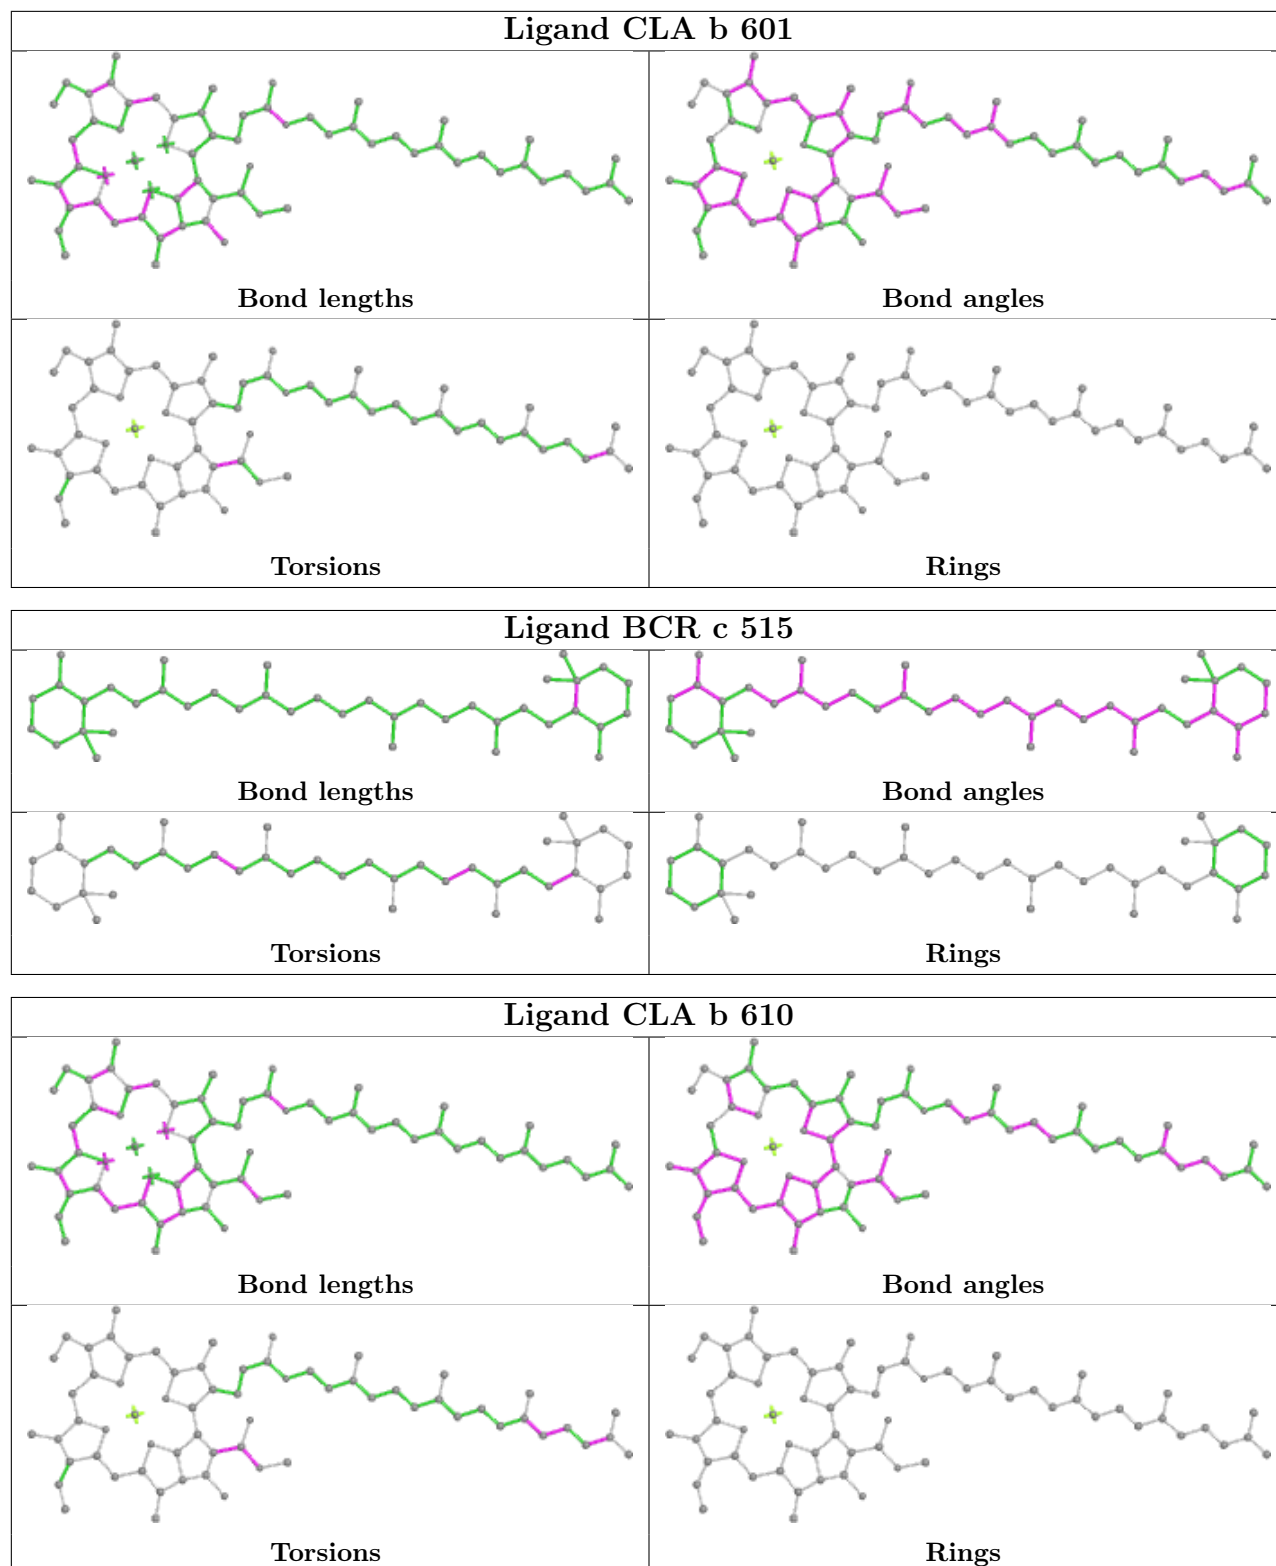 Ligand CLA b 601
Bond lengths
Bond angles
Torsions
Rings
Ligand BCR c 515
Bond lengths
Bond angles
Torsions
Rings
Ligand CLA b 610
Bond lengths
Bond angles
Torsions
Rings